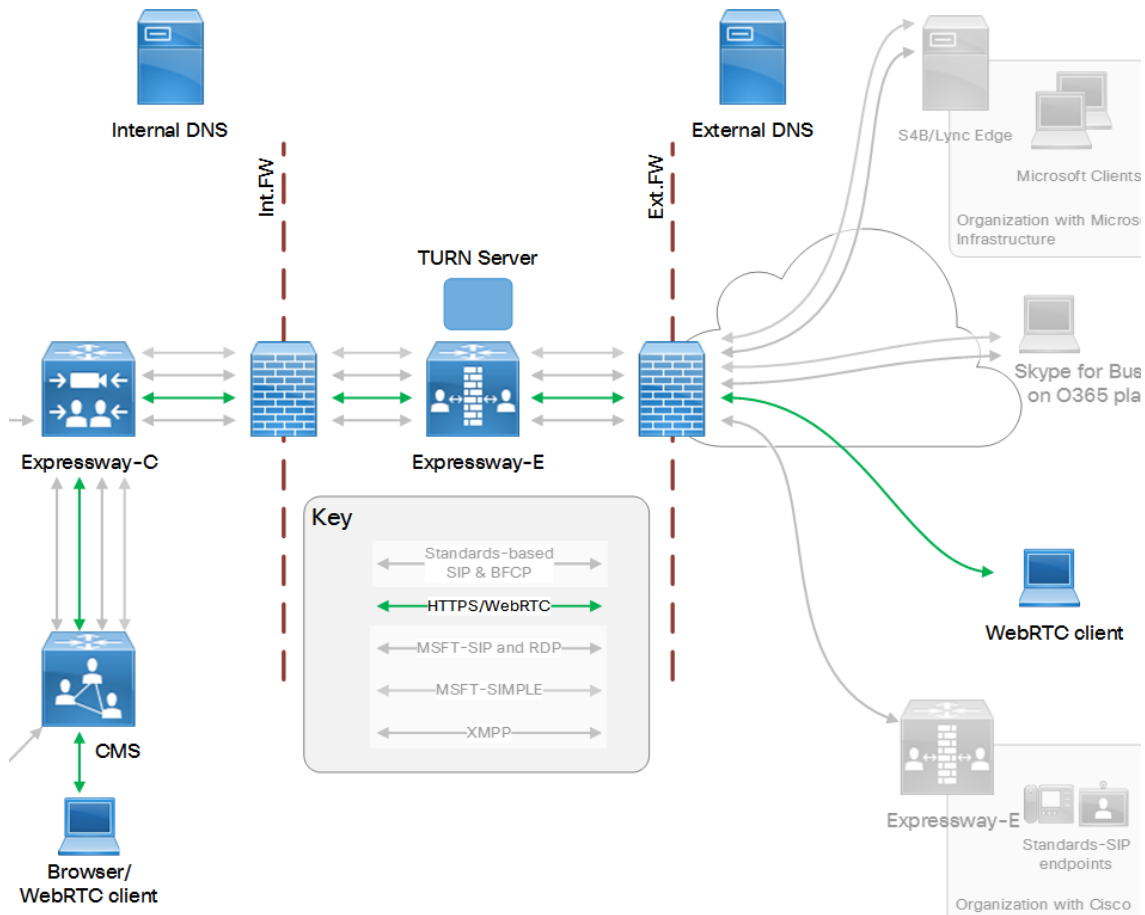 Internal DNS
External DNS
S4B/Lync Edge
Microsoft Clients
Organization with Micros
Infrastructure
Int.FW
Ext.FW
TURN Server
Skype for Bus
on O365 pla
Expressway-C
Expressway-E
Key
Standards-based
SIP & BFCP
HTTPS/WebRTC
MSFT-SIP and RDP
MSFT-SIMPLE
XMPP
WebRTC client
CMS
Browser/
WebRTC client
Expressway-E
Standards-SIP
endpoints
Organization with Cisco